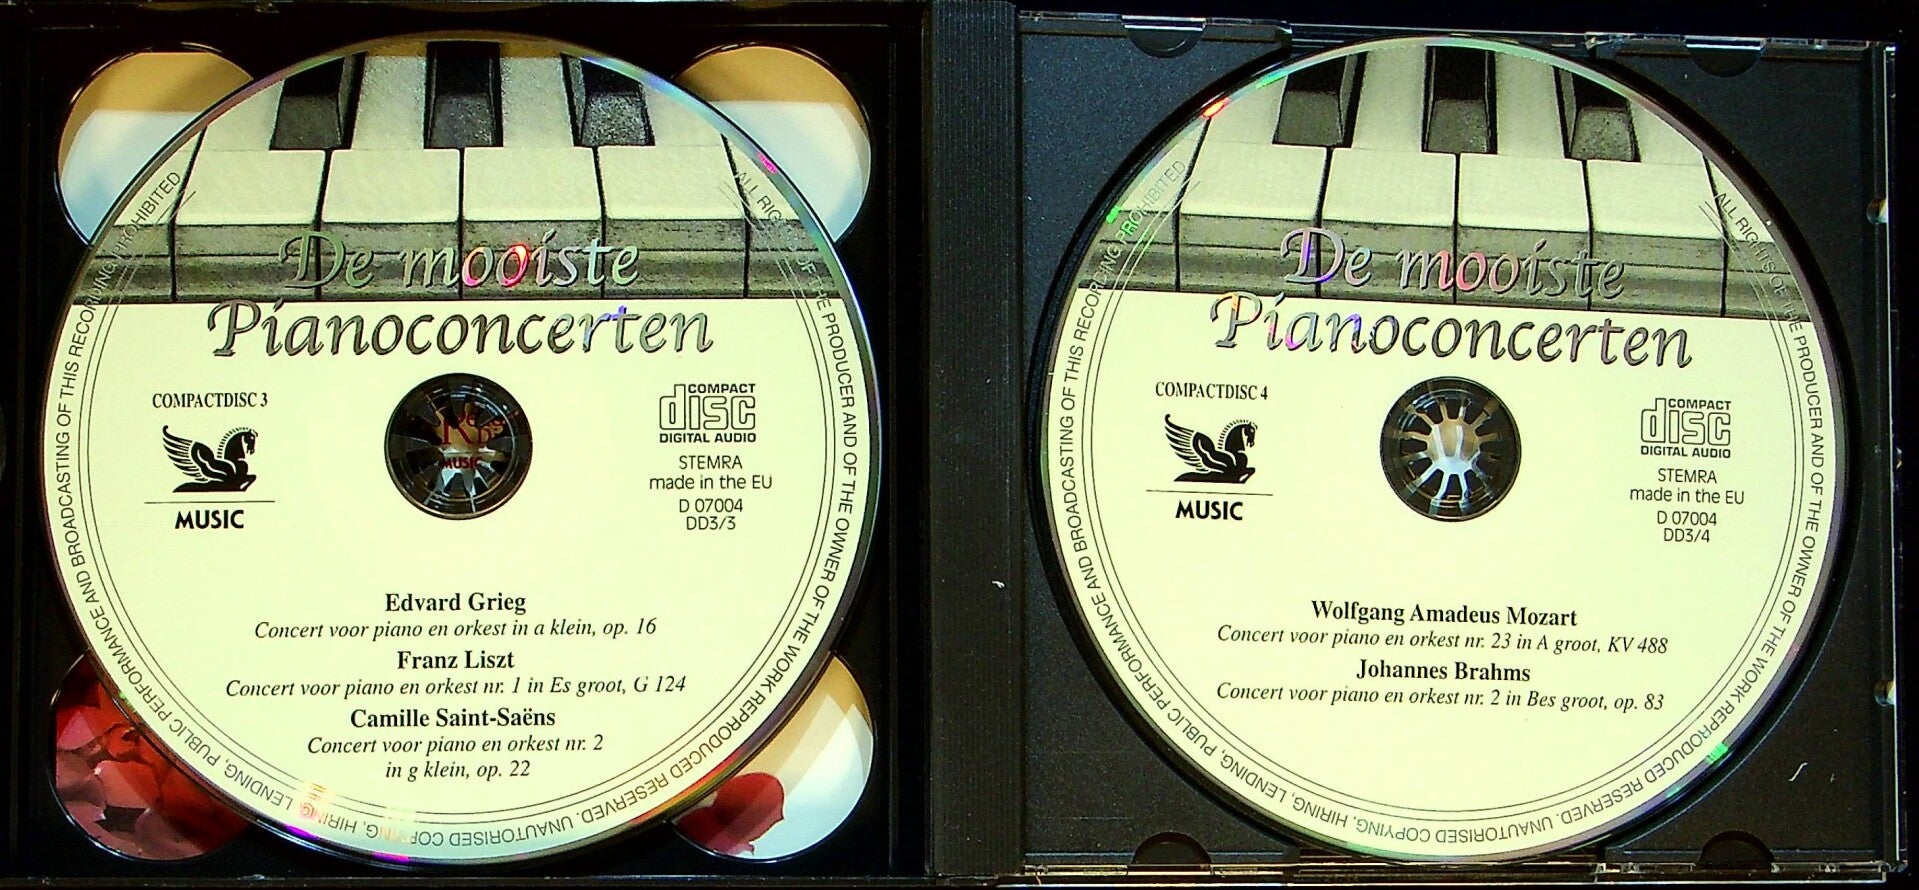 De mooiste
Pianoconcerten
COMPACTDISC 3
MUSIC
COMPACT
disc
DIGITAL AUDIO
STEMRA
made in the EU
D 07004
DD3/3
MUSIC
Edvard Grieg
Concert voor piano en orkest in a klein, op. 16
Franz Liszt
Concert voor piano en orkest nr. 1 in Es groot, G 124
Camille Saint-Saëns
Concert voor piano en orkest nr. 2
in g klein, op. 22
ALL RIGHTS OF THE PRODUCER AND OF THE OWNER OF THE WORK REPRODUCED RESERVED. UNAUTORISED COPYING, HIRING, LENDING, PUBLIC PERFORMANCE AND BROADCASTING OF THIS RECORDING PROHIBITED
De mooiste
Pianoconcerten
COMPACTDISC 4
MUSIC
COMPACT
disc
DIGITAL AUDIO
STEMRA
made in the EU
D 07004
DD3/4
Wolfgang Amadeus Mozart
Concert voor piano en orkest nr. 23 in A groot, KV 488
Johannes Brahms
Concert voor piano en orkest nr. 2 in Bes groot, op. 83
ALL RIGHTS OF THE PRODUCER AND OF THE OWNER OF THE WORK REPRODUCED RESERVED. UNAUTORISED COPYING, HIRING, LENDING, PUBLIC PERFORMANCE AND BROADCASTING OF THIS RECORDING PROHIBITED